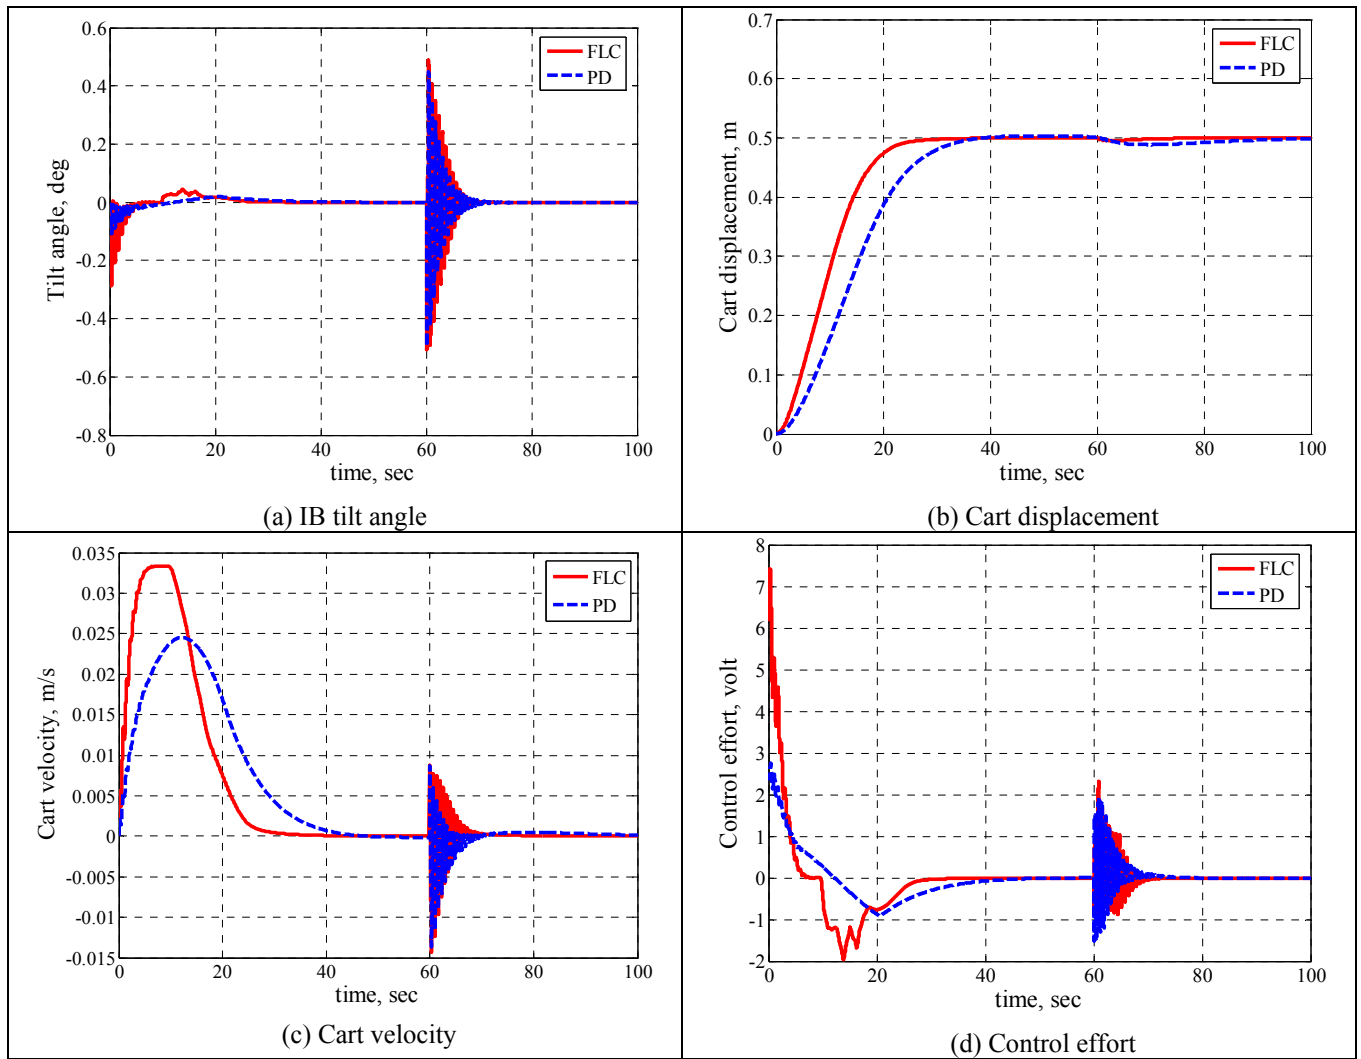 0.6
0.4
0.2
0
-0.2
-0.4
-0.6
-0.8
Tilt angle, deg
FLC
PD
0 20 40 60 80 100
time, sec
(a) IB tilt angle
0.7
0.6
0.5
0.4
0.3
0.2
0.1
0
Cart displacement, m
FLC
PD
0 20 40 60 80 100
time, sec
(b) Cart displacement
0.035
0.03
0.025
0.02
0.015
0.01
0.005
0
-0.005
-0.01
-0.015
Cart velocity, m/s
FLC
PD
0 20 40 60 80 100
time, sec
(c) Cart velocity
8
7
6
5
4
3
2
1
0
-1
-2
Control effort, volt
FLC
PD
0 20 40 60 80 100
time, sec
(d) Control effort